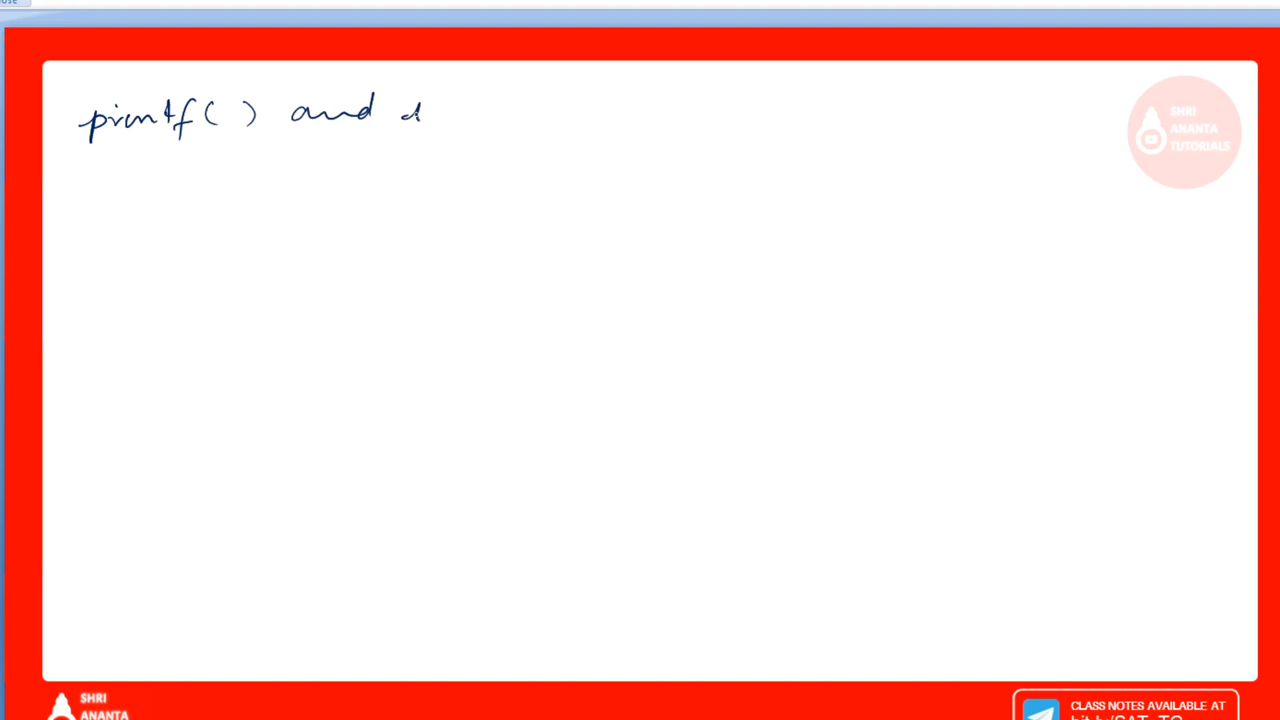 printf( ) and
SHRI
ANANTA
TUTORIALS
SHRI
ANANTA
CLASS NOTES AVAILABLE AT